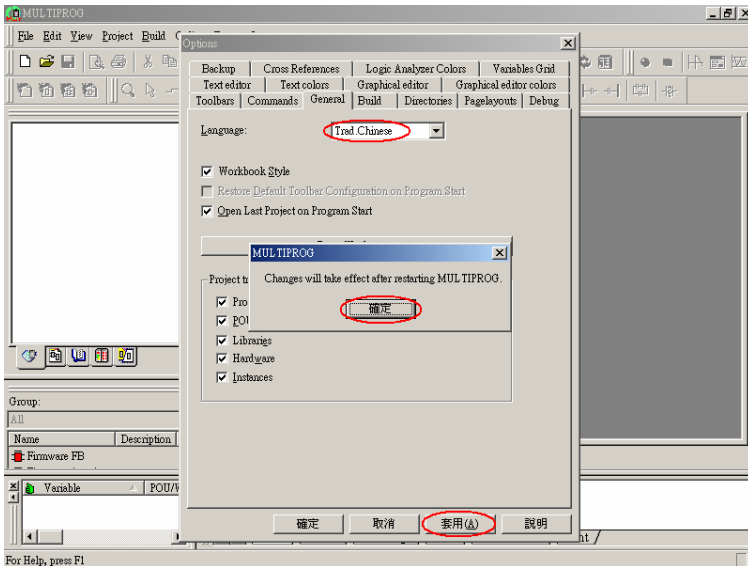 MULTIPROG
File Edit View Project Build
Options
Backup Cross References Logic Analyzer Colors Variables Grid
Text editor Text colors Graphical editor Graphical editor colors
Toolbars Commands General Build Directories Pagelayouts Debug
Language: Trad.Chinese
Workbook Style
Restore Default Toolbar Configuration on Program Start
Open Last Project on Program Start
MULTIPROG
Changes will take effect after restarting MULTIPROG.
確定
Project
Libraries
Hardware
Instances
Group:
All
Name Description
Firmware FB
Variable POU/
確定 取消 套用(A) 說明
For Help, press F1